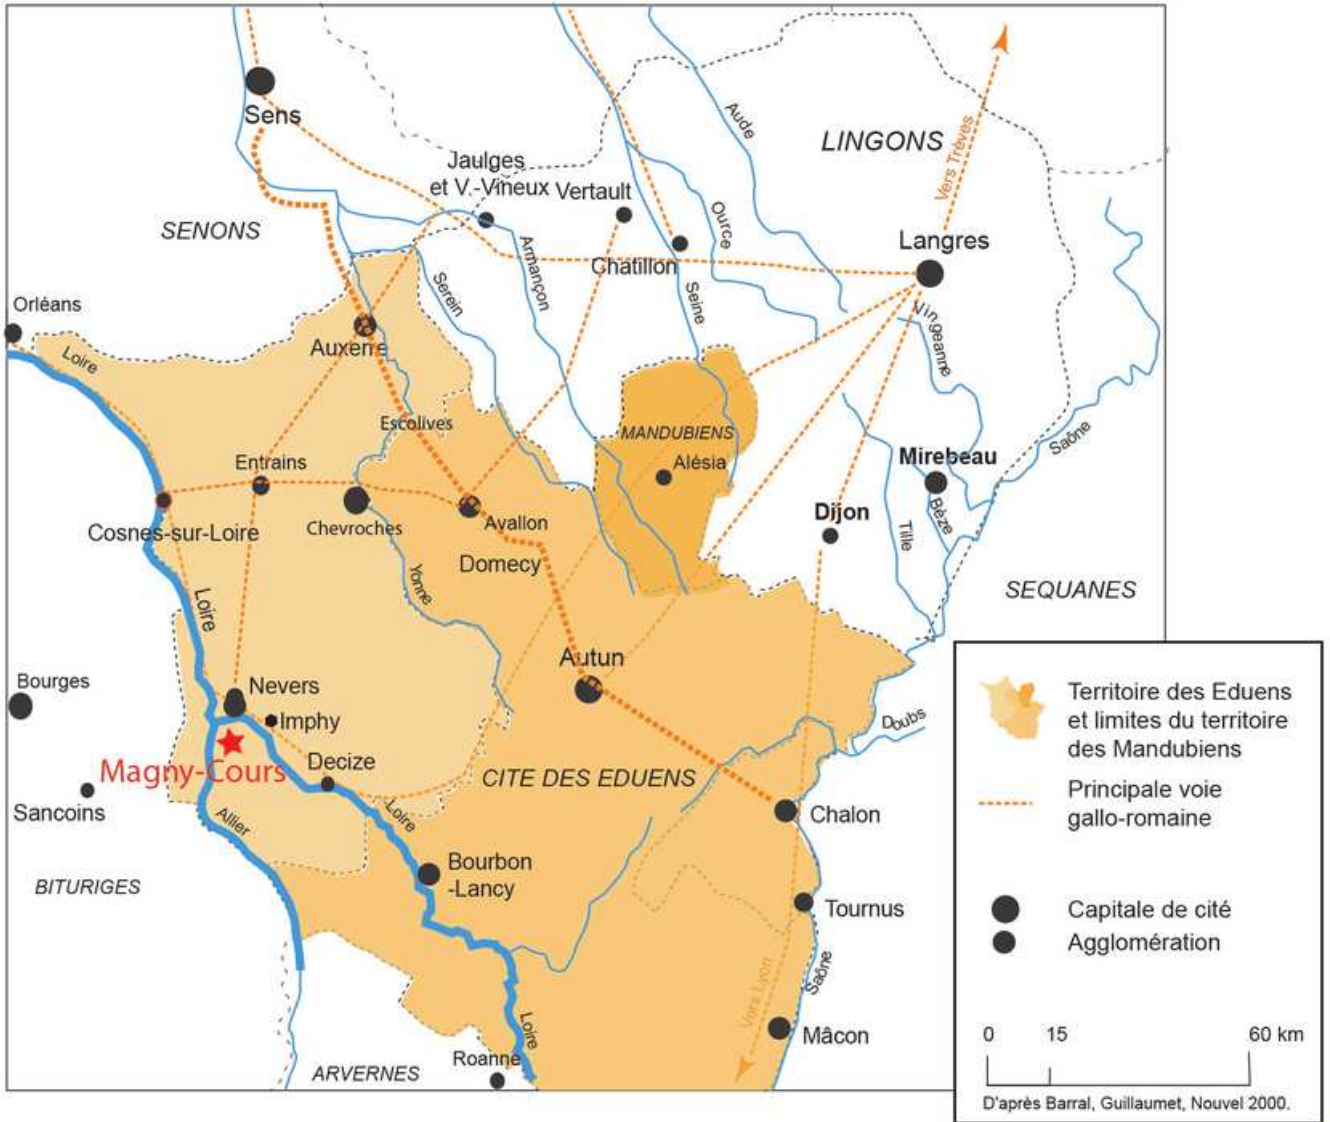 Sens
Aude
LINGONS
Vers Trèves
Jaulges
et V.-Vineux
Vertault
SENONS
Ource
Langres
Armançon
Chatillon
Serein
Seine
Orléans
Vingeanne
Auxerre
Loire
Escolives
MANDUBIENS
Saône
Entrains
Alésia
Mirebeau
Cosnes-sur-Loire
Chevroches
Avallon
Dijon
Bèze
Tille
Domecy
Yonne
Loire
SEQUANES
Autun
Bourges
Nevers
Imphy
Doubs
Magny-Cours
Decize
CITE DES EDUENS
Sancoins
Allier
Loire
Chalon
BITURIGES
Bourbon
-Lancy
Tournus
Vers Lyon
Saône
Loire
Mâcon
Roanne
ARVERNES
Territoire des Eduens
et limites du territoire
des Mandubiens
Principale voie
gallo-romaine
Capitale de cité
Agglomération
0 15 60 km
D'après Barral, Guillaumet, Nouvel 2000.